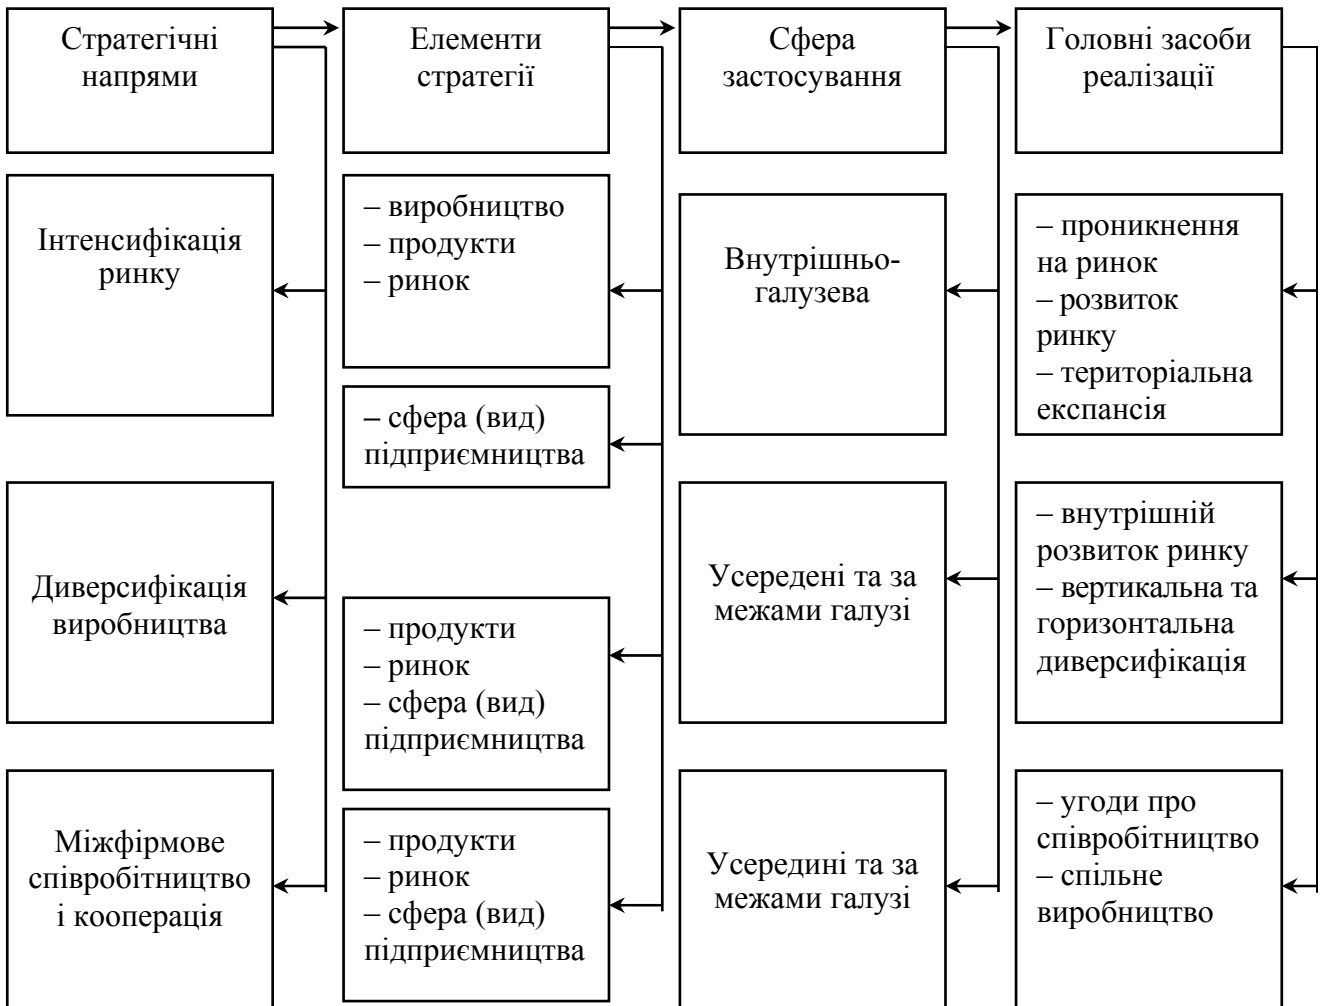 Стратегічні
напрями
Елементи
стратегії
Сфера
застосування
Головні засоби
реалізації
Інтенсифікація
ринку
– виробництво
– продукти
– ринок
– сфера (вид)
підприємництва
Внутрішньо-
галузева
– проникнення
на ринок
– розвиток
ринку
– територіальна
експансія
Диверсифікація
виробництва
– продукти
– ринок
– сфера (вид)
підприємництва
Усередені та за
межами галузі
– внутрішній
розвиток ринку
– вертикальна та
горизонтальна
диверсифікація
Міжфірмове
співробітництво
і кооперація
– продукти
– ринок
– сфера (вид)
підприємництва
Усередині та за
межами галузі
– угоди про
співробітництво
– спільне
виробництво